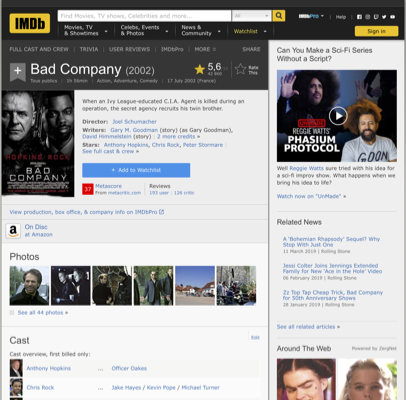 IMDb
Find Movies, TV shows, Celebrities and more...
All
IMDbPro
Help
Movies, TV
& Showtimes
Celebs, Events
& Photos
News &
Community
Watchlist
Sign in
FULL CAST AND CREW | TRIVIA | USER REVIEWS | IMDbPro | MORE
SHARE
Bad Company (2002)
Tous publics | 1h 56min | Action, Adventure, Comedy | 17 July 2002 (France)
5,6
Rate
This
When an Ivy League-educated C.I.A. Agent is killed during an
operation, the secret agency recruits his twin brother.
Director: Joel Schumacher
Writers: Gary M. Goodman (story) (as Gary Goodman),
David Himmelstein (story) | 2 more credits »
Stars: Anthony Hopkins, Chris Rock, Peter Stormare |
See full cast & crew »
HOPKINS ROCK
BAD
COMPANY
+ Add to Watchlist
37
Metascore
From metacritic.com
Reviews
193 user | 126 critic
View production, box office, & company info on IMDbPro
a
On Disc
at Amazon
Photos
See all 44 photos »
Cast
Edit
Cast overview, first billed only:
Anthony Hopkins ... Officer Oakes
Chris Rock ... Jake Hayes / Kevin Pope / Michael Turner
Can You Make a Sci-Fi Series
Without a Script?
REGGIE WATTS'
PHASIUM
PROTOCOL
Well Reggie Watts sure tried with his idea for
a sci-fi improv show. What happens when we
bring his idea to life?
Watch now on "UnMade" »
Related News
A 'Bohemian Rhapsody' Sequel? Why
Stop With Just One
11 March 2019 | Rolling Stone
Jessi Colter Joins Jennings Extended
Family for New 'Ace in the Hole' Video
06 February 2019 | Rolling Stone
Zz Top Tap Cheap Trick, Bad Company
for 50th Anniversary Shows
18 January 2019 | Rolling Stone
See all related articles »
Around The Web
Powered by ZergNet